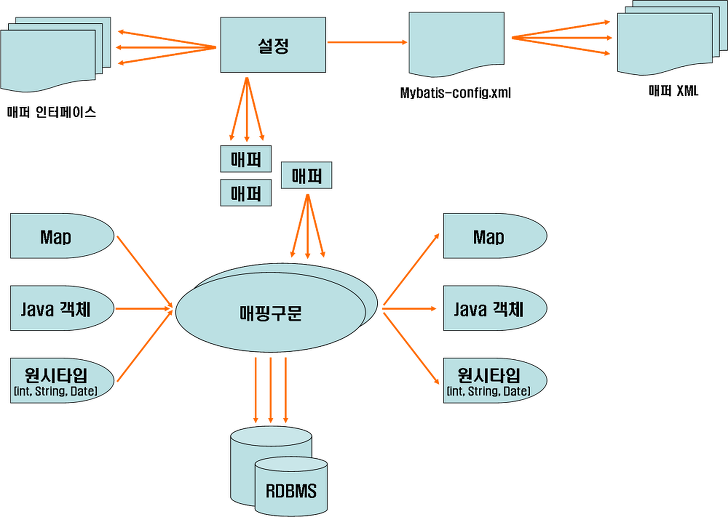 설정
매퍼 인터페이스
Mybatis-config.xml
매퍼 XML
매퍼
매퍼
매퍼
Map
Map
Java 객체
매핑구문
Java 객체
원시타입
[int, String, Date]
원시타입
[int, String, Date]
RDBMS